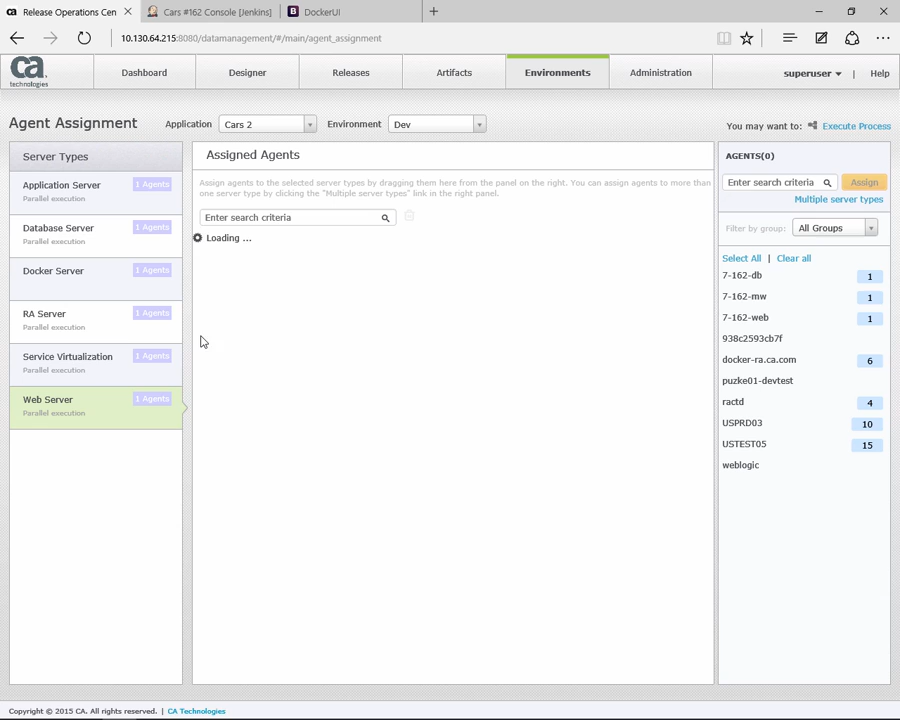 Release Operations Cen
Cars #162 Console [Jenkins]
DockerUI
10.130.64.215:8080/datamanagement/#/main/agent_assignment
ca
technologies
Dashboard
Designer
Releases
Artifacts
Environments
Administration
superuser
|
Help
Agent Assignment
Application
Cars 2
Environment
Dev
You may want to:
Execute Process
Server Types
Application Server
1 Agents
Parallel execution
Database Server
1 Agents
Parallel execution
Docker Server
1 Agents
RA Server
1 Agents
Parallel execution
Service Virtualization
1 Agents
Parallel execution
Web Server
1 Agents
Parallel execution
Assigned Agents
Assign agents to the selected server types by dragging them here from the panel on the right. You can assign agents to more than
one server type by clicking the "Multiple server types" link in the right panel.
Enter search criteria
Loading ...
AGENTS(0)
Enter search criteria
Assign
Multiple server types
Filter by group:
All Groups
Select All | Clear all
7-162-db 1
7-162-mw 1
7-162-web 1
938c2593cb7f
docker-ra.ca.com 6
puzke01-devtest
ractd 4
USPRD03 10
USTEST05 15
weblogic
Copyright © 2015 CA. All rights reserved. | CA Technologies